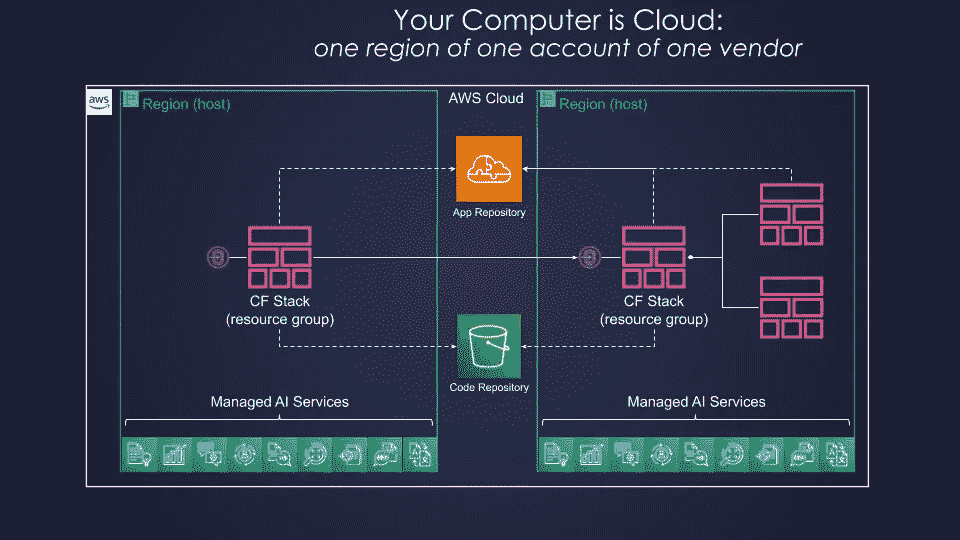 Your Computer is Cloud:
one region of one account of one vendor
aws
Region (host)
AWS Cloud
Region (host)
App Repository
CF Stack
(resource group)
CF Stack
(resource group)
Code Repository
Managed AI Services
Managed AI Services